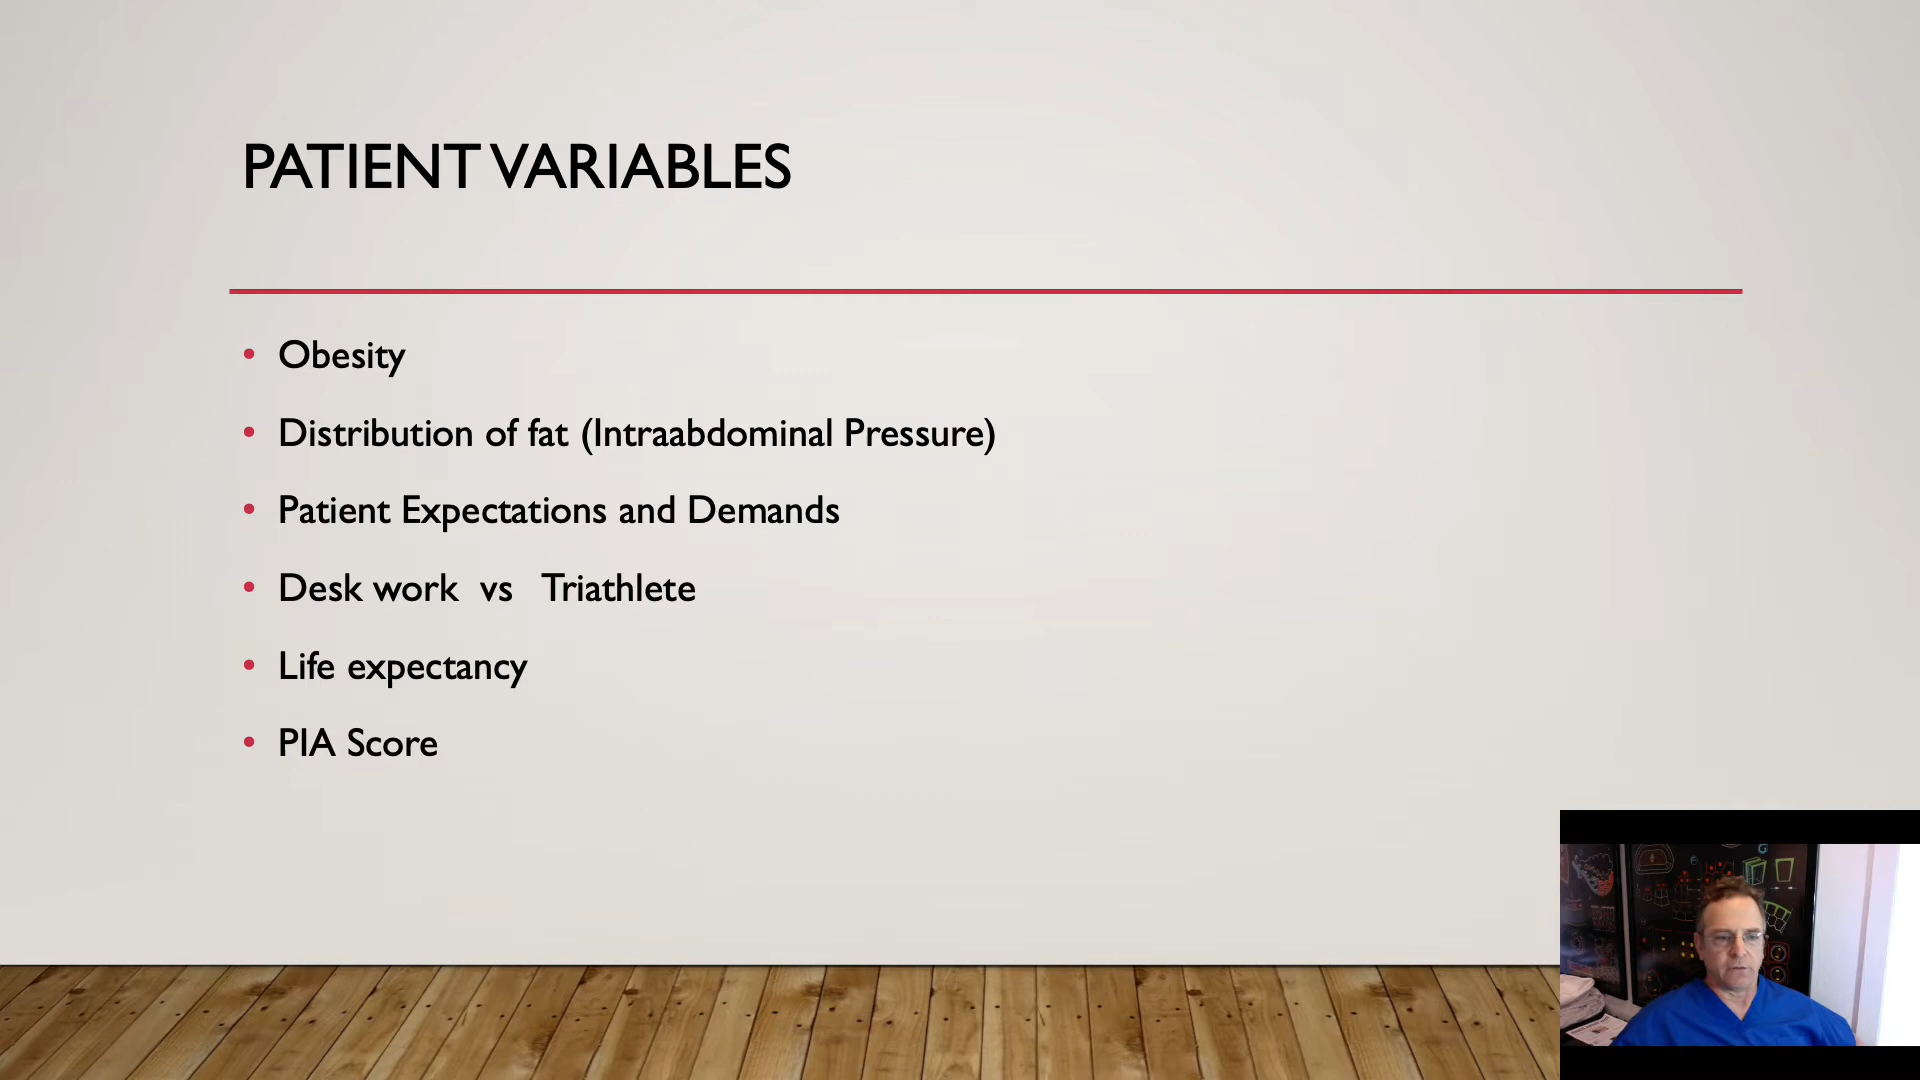 PATIENT VARIABLES
• Obesity
• Distribution of fat (Intraabdominal Pressure)
• Patient Expectations and Demands
• Desk work vs Triathlete
• Life expectancy
• PIA Score